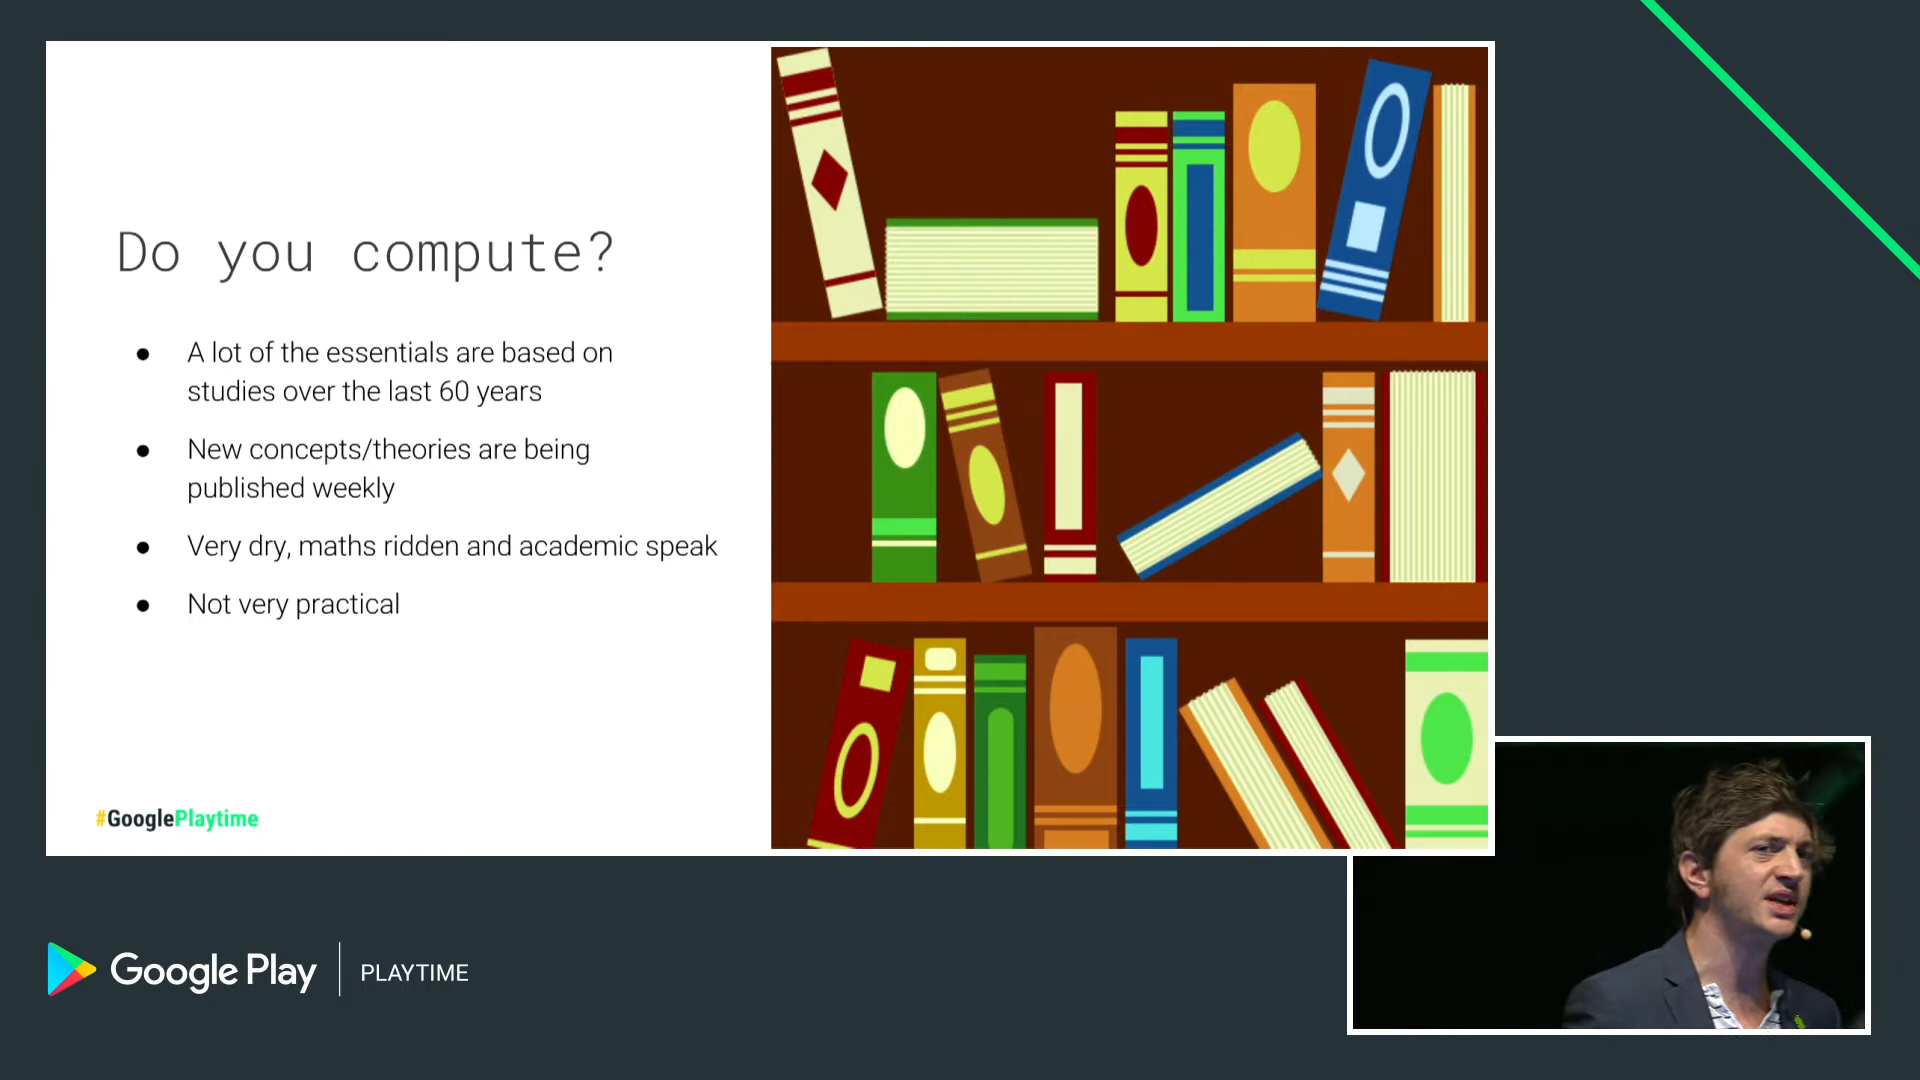 Do you compute?
● A lot of the essentials are based on
studies over the last 60 years
● New concepts/theories are being
published weekly
● Very dry, maths ridden and academic speak
● Not very practical
#GooglePlaytime
Google Play | PLAYTIME